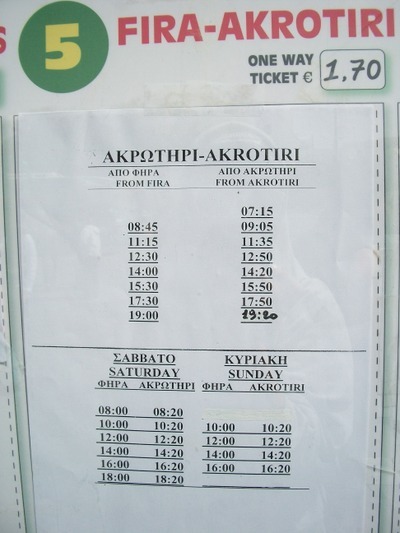 S 5 FIRA-AKROTIRI
ONE WAY
TICKET € 1,70
ΑΚΡΩΤΗΡΙ-AKROTIRI
ΑΠΟ ΦΗΡΑ ΑΠΟ ΑΚΡΩΤΗΡΙ
FROM FIRA FROM AKROTIRI
07:15
08:45 09:05
11:15 11:35
12:30 12:50
14:00 14:20
15:30 15:50
17:30 17:50
19:00 19:20
ΣΑΒΒΑΤΟ ΚΥΡΙΑΚΗ
SATURDAY SUNDAY
ΦΗΡΑ ΑΚΡΩΤΗΡΙ ΦΗΡΑ AKROTIRI
08:00 08:20
10:00 10:20 10:00 10:20
12:00 12:20 12:00 12:20
14:00 14:20 14:00 14:20
16:00 16:20 16:00 16:20
18:00 18:20